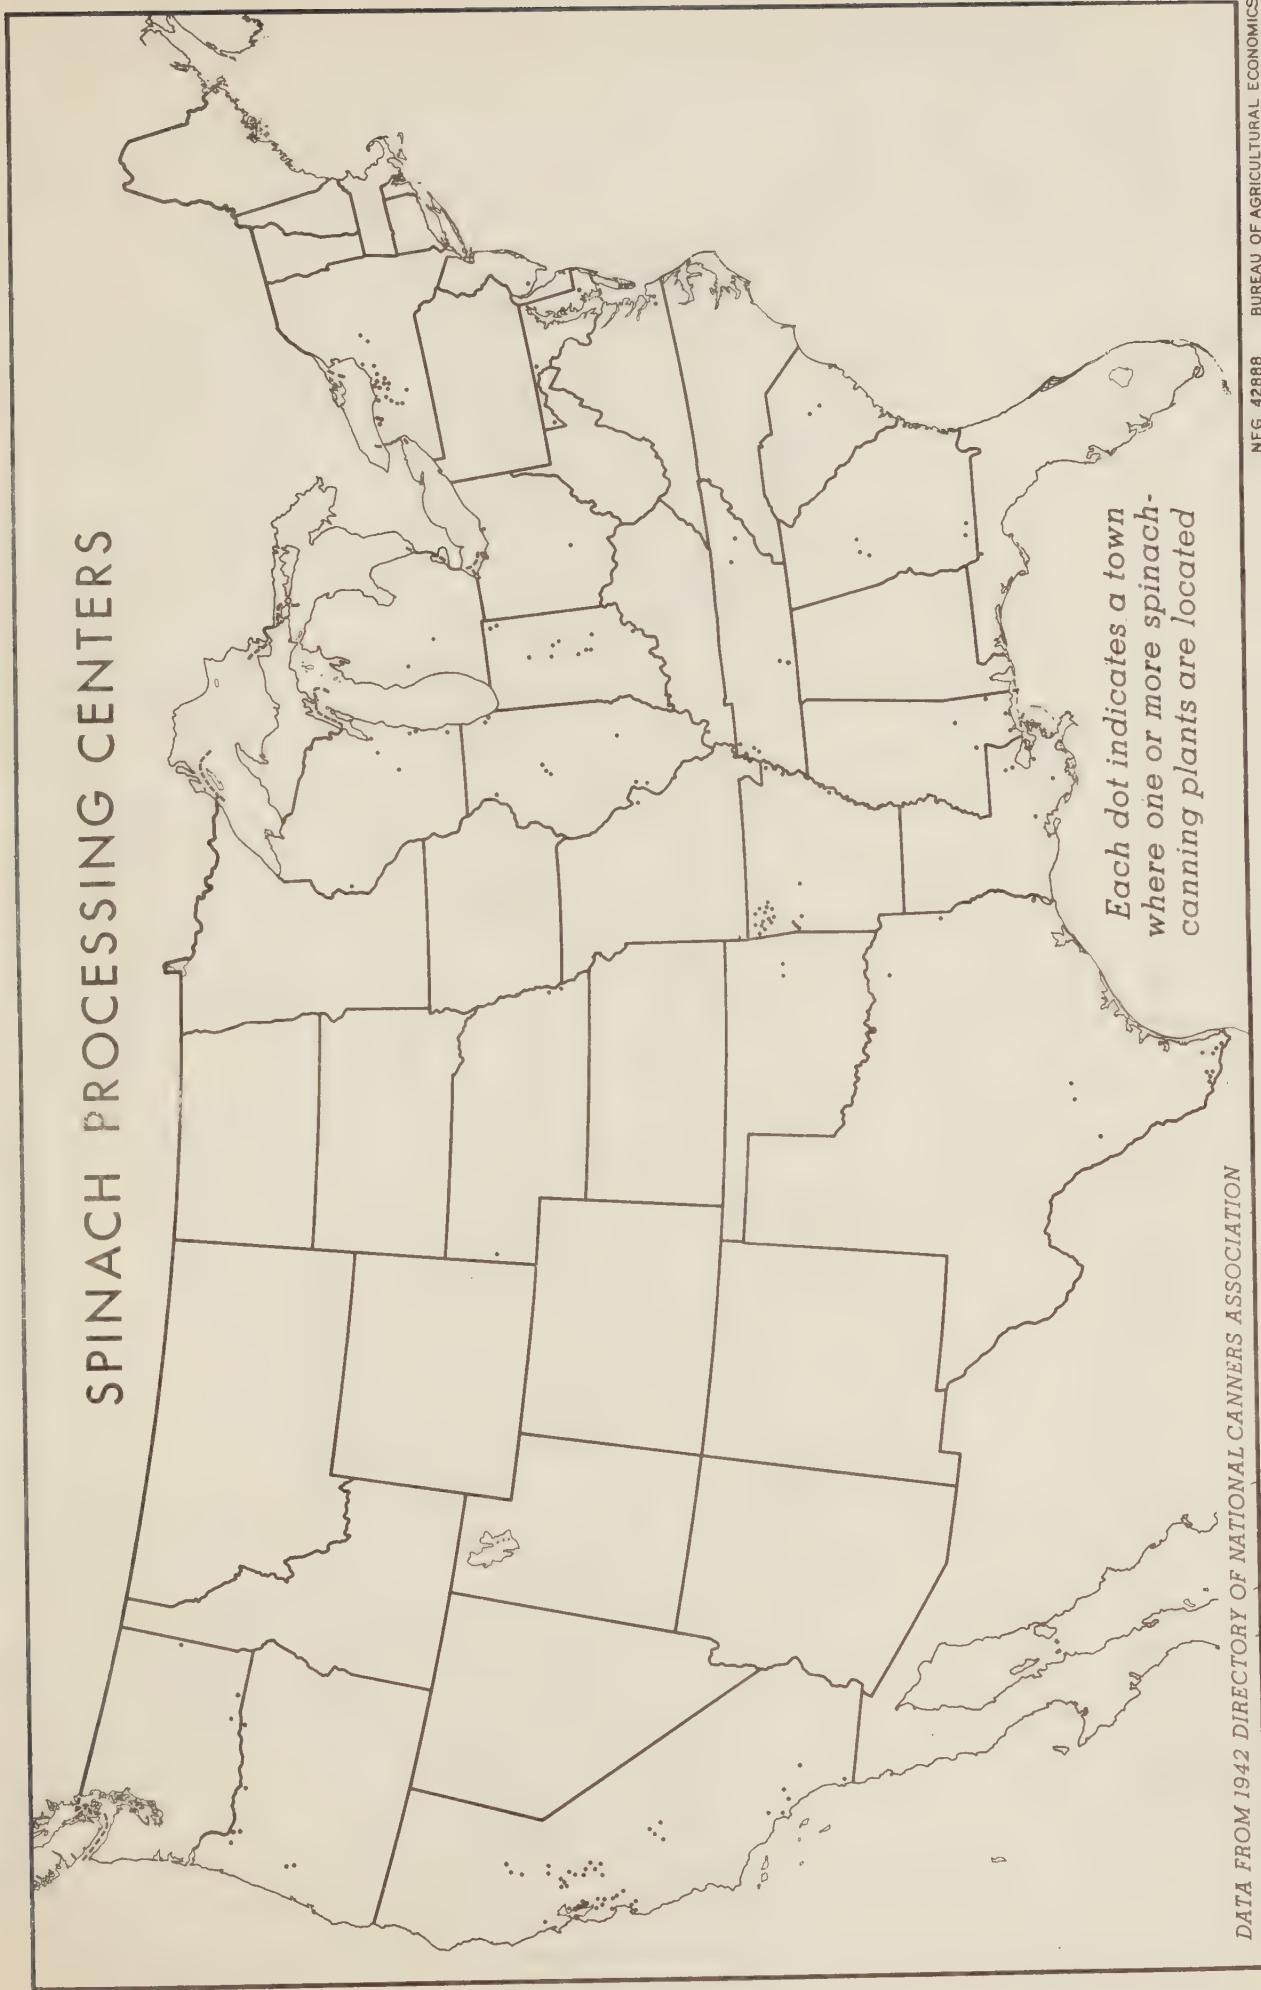 SPINACH PROCESSING CENTERS
Each dot indicates a town
where one or more spinach-
canning plants are located
DATA FROM 1942 DIRECTORY OF NATIONAL CANNERS ASSOCIATION
NEG. 42888 BUREAU OF AGRICULTURAL ECONOMICS